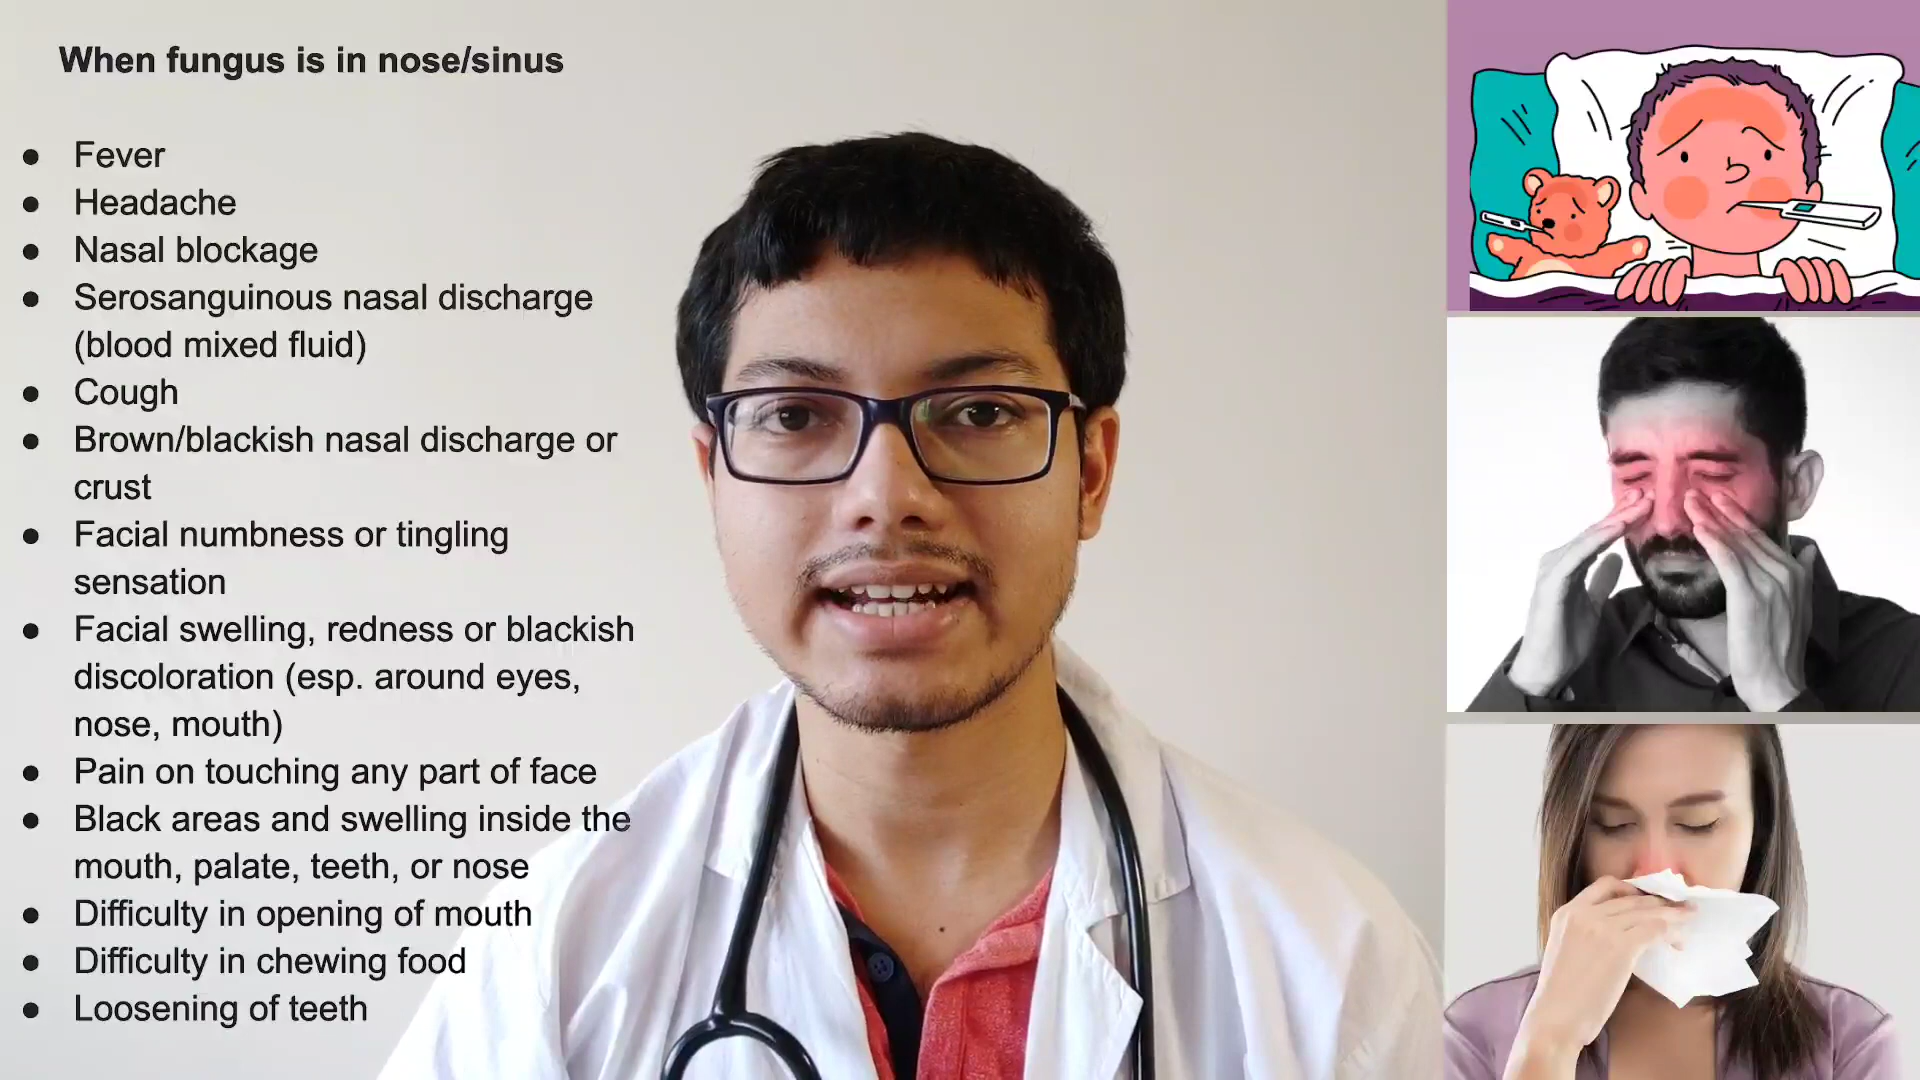 When fungus is in nose/sinus
● Fever
● Headache
● Nasal blockage
● Serosanguinous nasal discharge
(blood mixed fluid)
● Cough
● Brown/blackish nasal discharge or
crust
● Facial numbness or tingling
sensation
● Facial swelling, redness or blackish
discoloration (esp. around eyes,
nose, mouth)
● Pain on touching any part of face
● Black areas and swelling inside the
mouth, palate, teeth, or nose
● Difficulty in opening of mouth
● Difficulty in chewing food
● Loosening of teeth